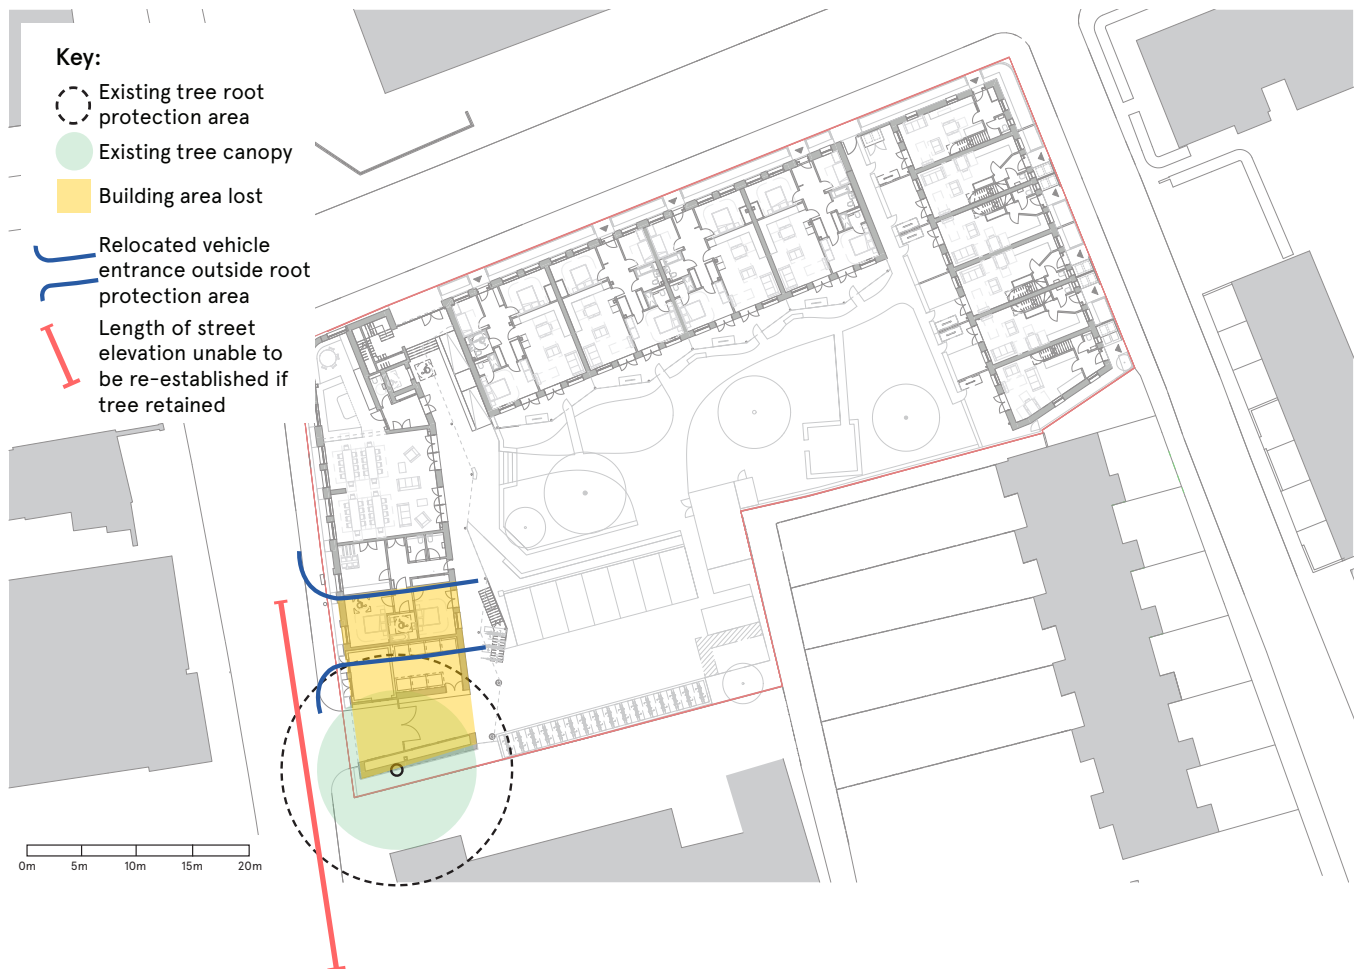 Key:
Existing tree root
protection area
Existing tree canopy
Building area lost
Relocated vehicle
entrance outside root
protection area
Length of street
elevation unable to
be re-established if
tree retained
0m 5m 10m 15m 20m